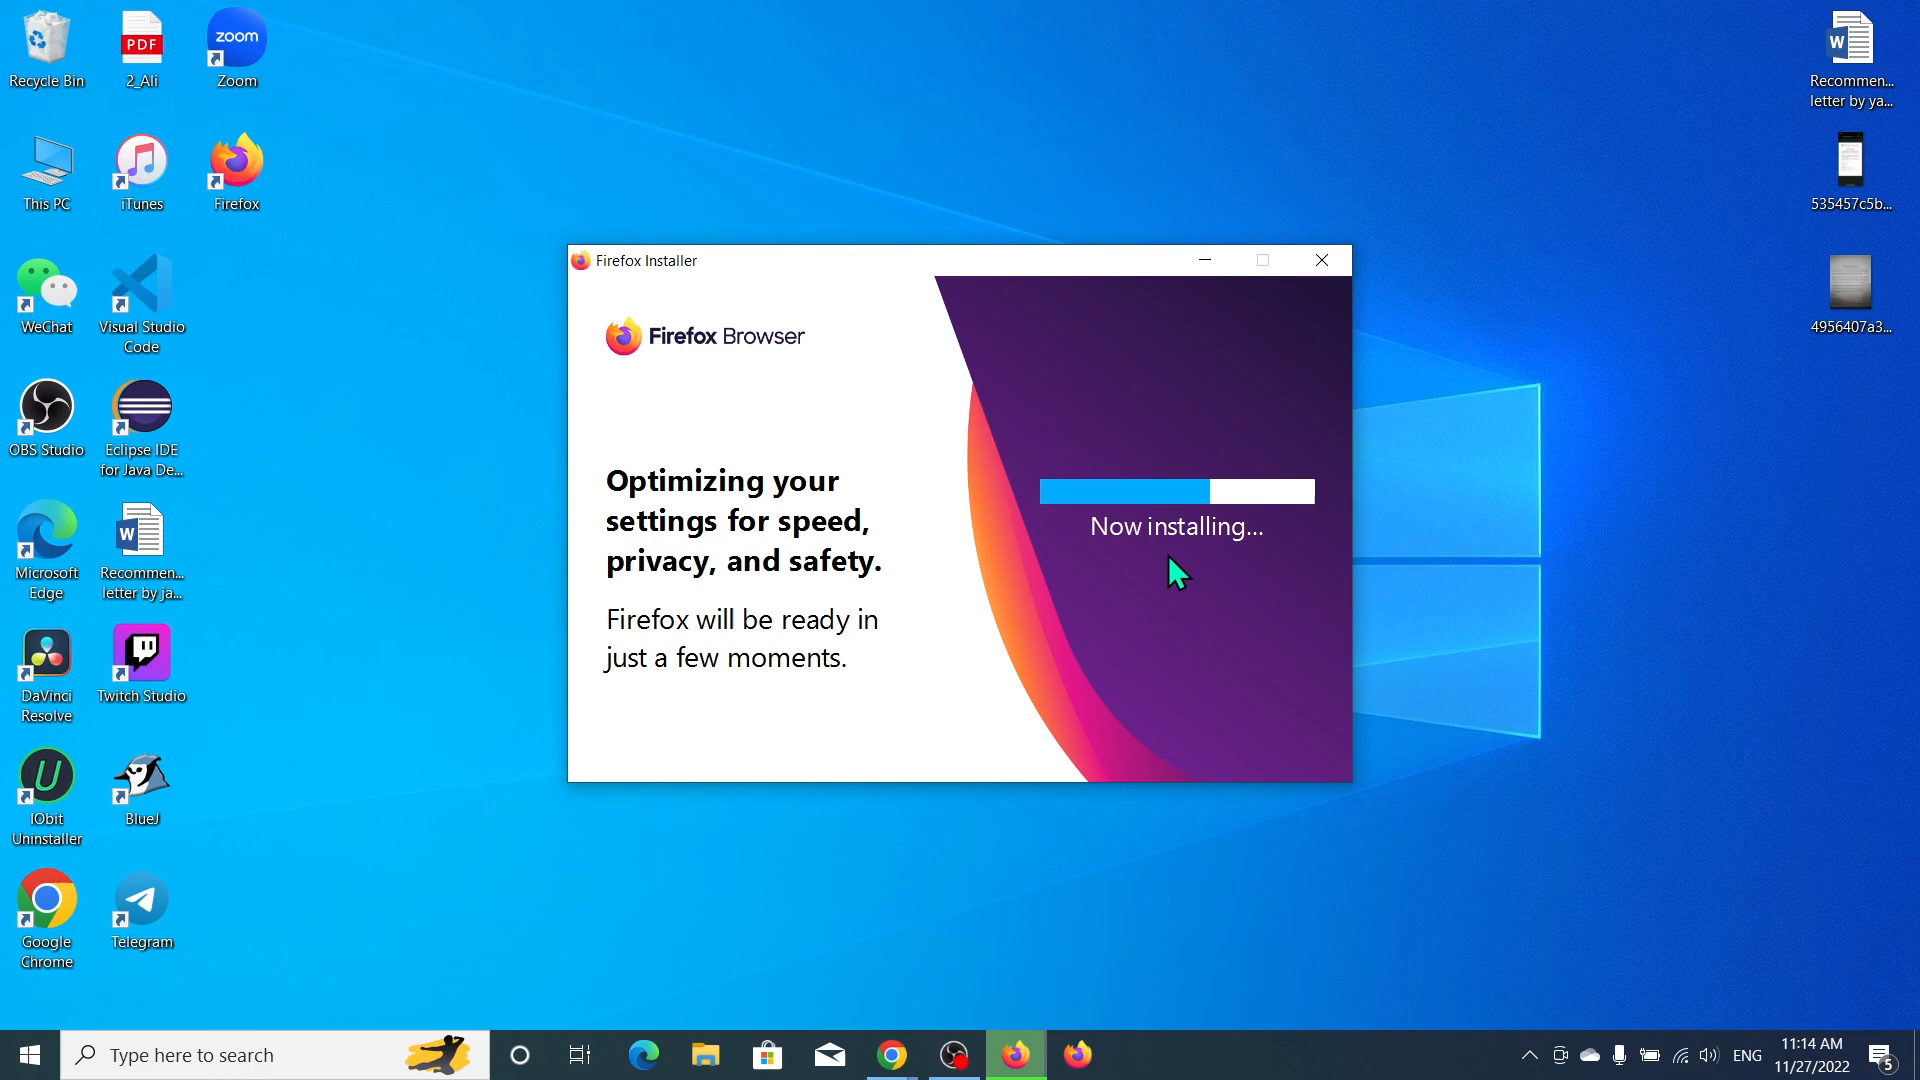 Recycle Bin
PDF
2_Ali
zoom
Zoom
This PC
iTunes
Firefox
WeChat
Visual Studio
Code
OBS Studio
Eclipse IDE
for Java De...
Microsoft
Edge
W
Recommen...
letter by ja...
DaVinci
Resolve
Twitch Studio
U
IObit
Uninstaller
BlueJ
Google
Chrome
Telegram
Firefox Installer
Firefox Browser
Optimizing your
settings for speed,
privacy, and safety.
Firefox will be ready in
just a few moments.
Now installing...
W
Recommen...
letter by ya...
535457c5b...
4956407a3...
Type here to search
ENG
11:14 AM
11/27/2022
5